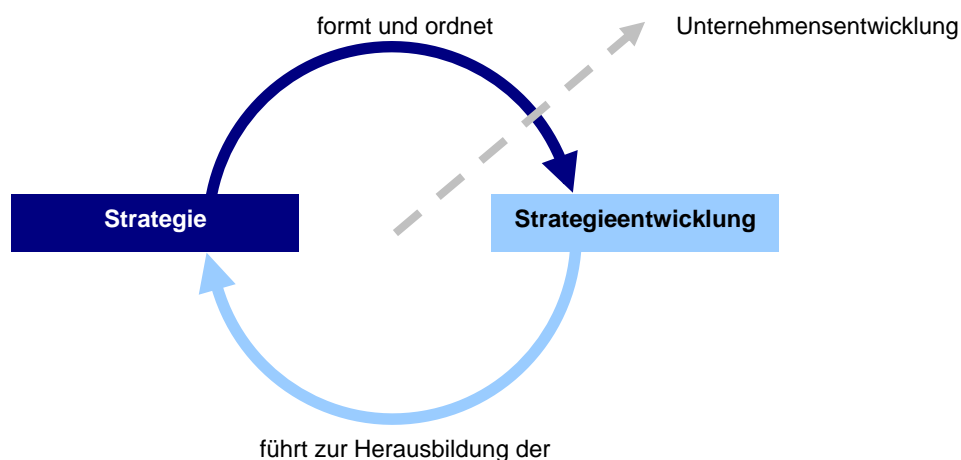 formt und ordnet
Unternehmensentwicklung
Strategie
Strategieentwicklung
führt zur Herausbildung der